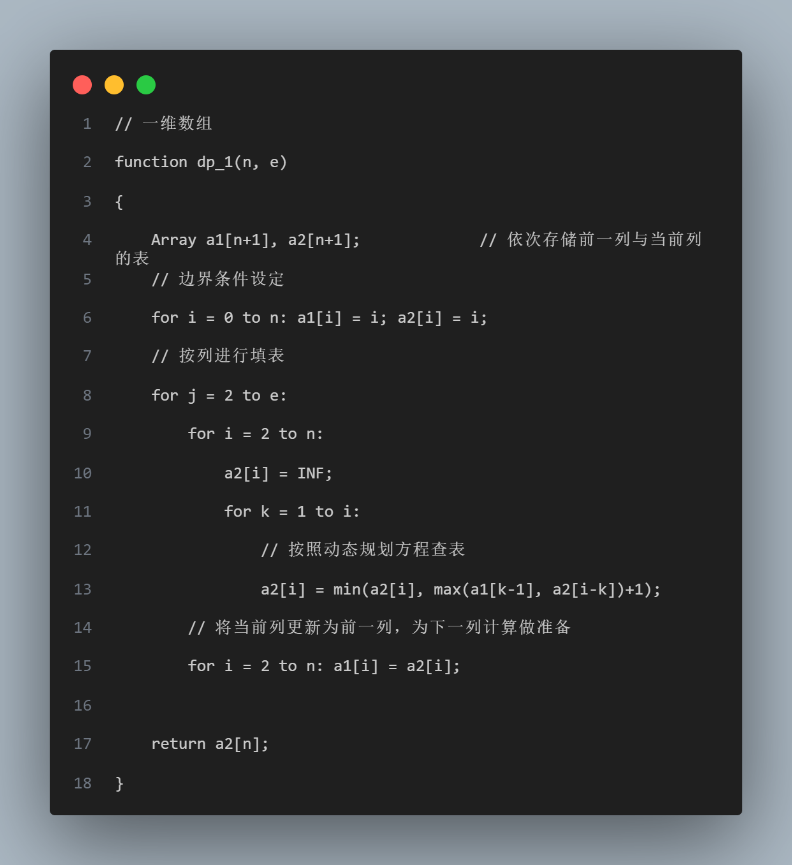 1 // 一维数组
2 function dp_1(n, e)
3 {
4     Array a1[n+1], a2[n+1];             // 依次存储前一列与当前列
的表
5     // 边界条件设定
6     for i = 0 to n: a1[i] = i; a2[i] = i;
7     // 按列进行填表
8     for j = 2 to e:
9         for i = 2 to n:
10             a2[i] = INF;
11             for k = 1 to i:
12                 // 按照动态规划方程查表
13                 a2[i] = min(a2[i], max(a1[k-1], a2[i-k])+1);
14         // 将当前列更新为前一列，为下一列计算做准备
15         for i = 2 to n: a1[i] = a2[i];
16
17     return a2[n];
18 }